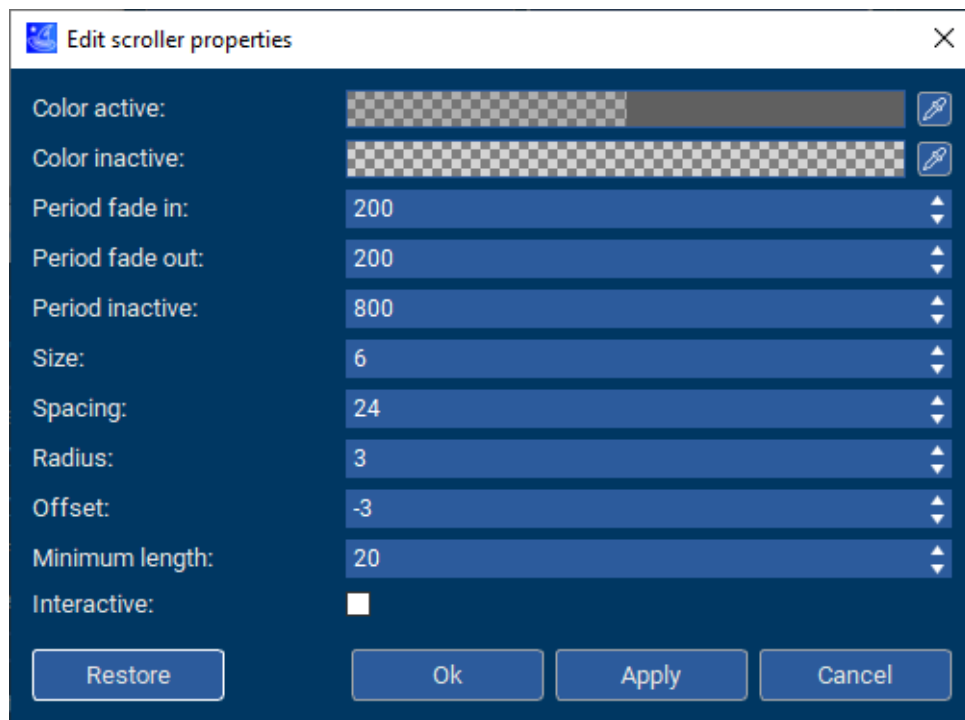 Edit scroller properties
Color active:
Color inactive:
Period fade in: 200
Period fade out: 200
Period inactive: 800
Size: 6
Spacing: 24
Radius: 3
Offset: -3
Minimum length: 20
Interactive:
Restore Ok Apply Cancel